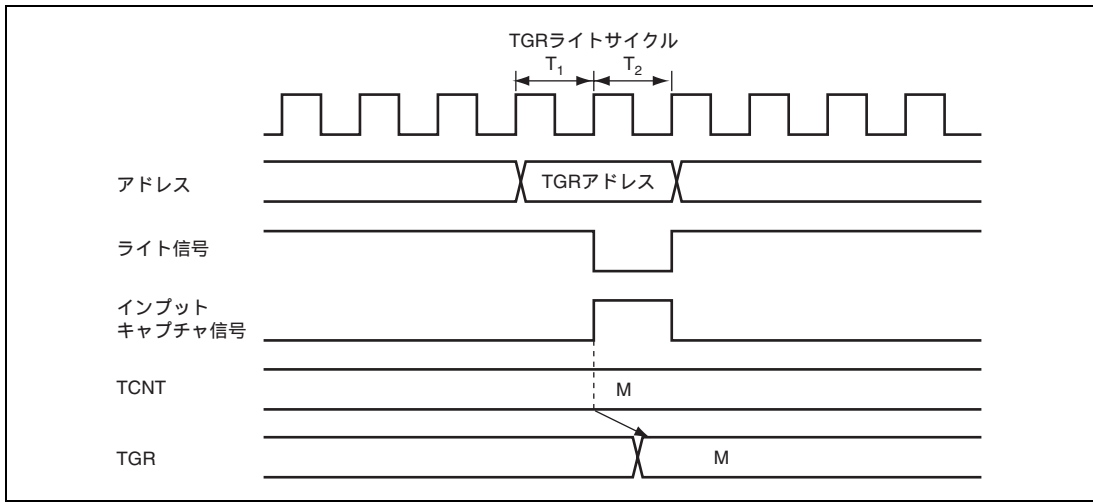 TGRライトサイクル
T1 T2
アドレス
TGRアドレス
ライト信号
インプット
キャプチャ信号
TCNT
M
TGR
M